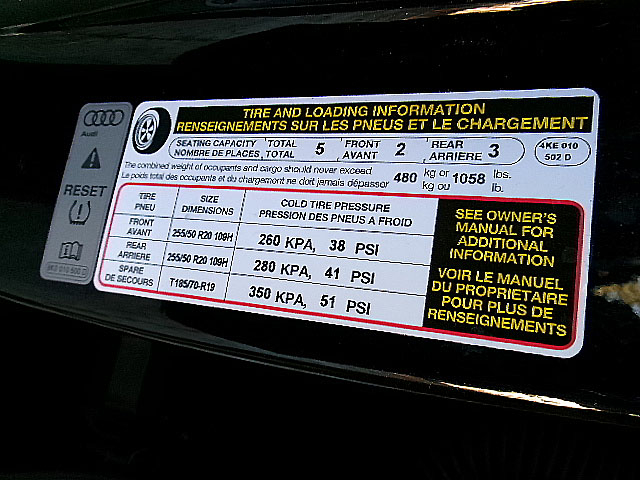 Audi
RESET
TIRE AND LOADING INFORMATION
RENSEIGNEMENTS SUR LES PNEUS ET LE CHARGEMENT
SEATING CAPACITY TOTAL 5 FRONT 2 REAR 3
NOMBRE DE PLACES TOTAL AVANT ARRIERE
4KE 010
502 D
The combined weight of occupants and cargo should never exceed 480 kg or 1058 lbs.
Le poids total des occupants et du chargement ne doit jamais dépasser kg ou lb.
TIRE SIZE COLD TIRE PRESSURE
PNEU DIMENSIONS PRESSION DES PNEUS A FROID
FRONT
AVANT 255/50 R20 109H 260 KPA, 38 PSI
REAR
ARRIERE 255/50 R20 109H 280 KPA, 41 PSI
SPARE
DE SECOURS T185/70-R19 350 KPA, 51 PSI
SEE OWNER'S
MANUAL FOR
ADDITIONAL
INFORMATION
VOIR LE MANUEL
DU PROPRIETAIRE
POUR PLUS DE
RENSEIGNEMENTS